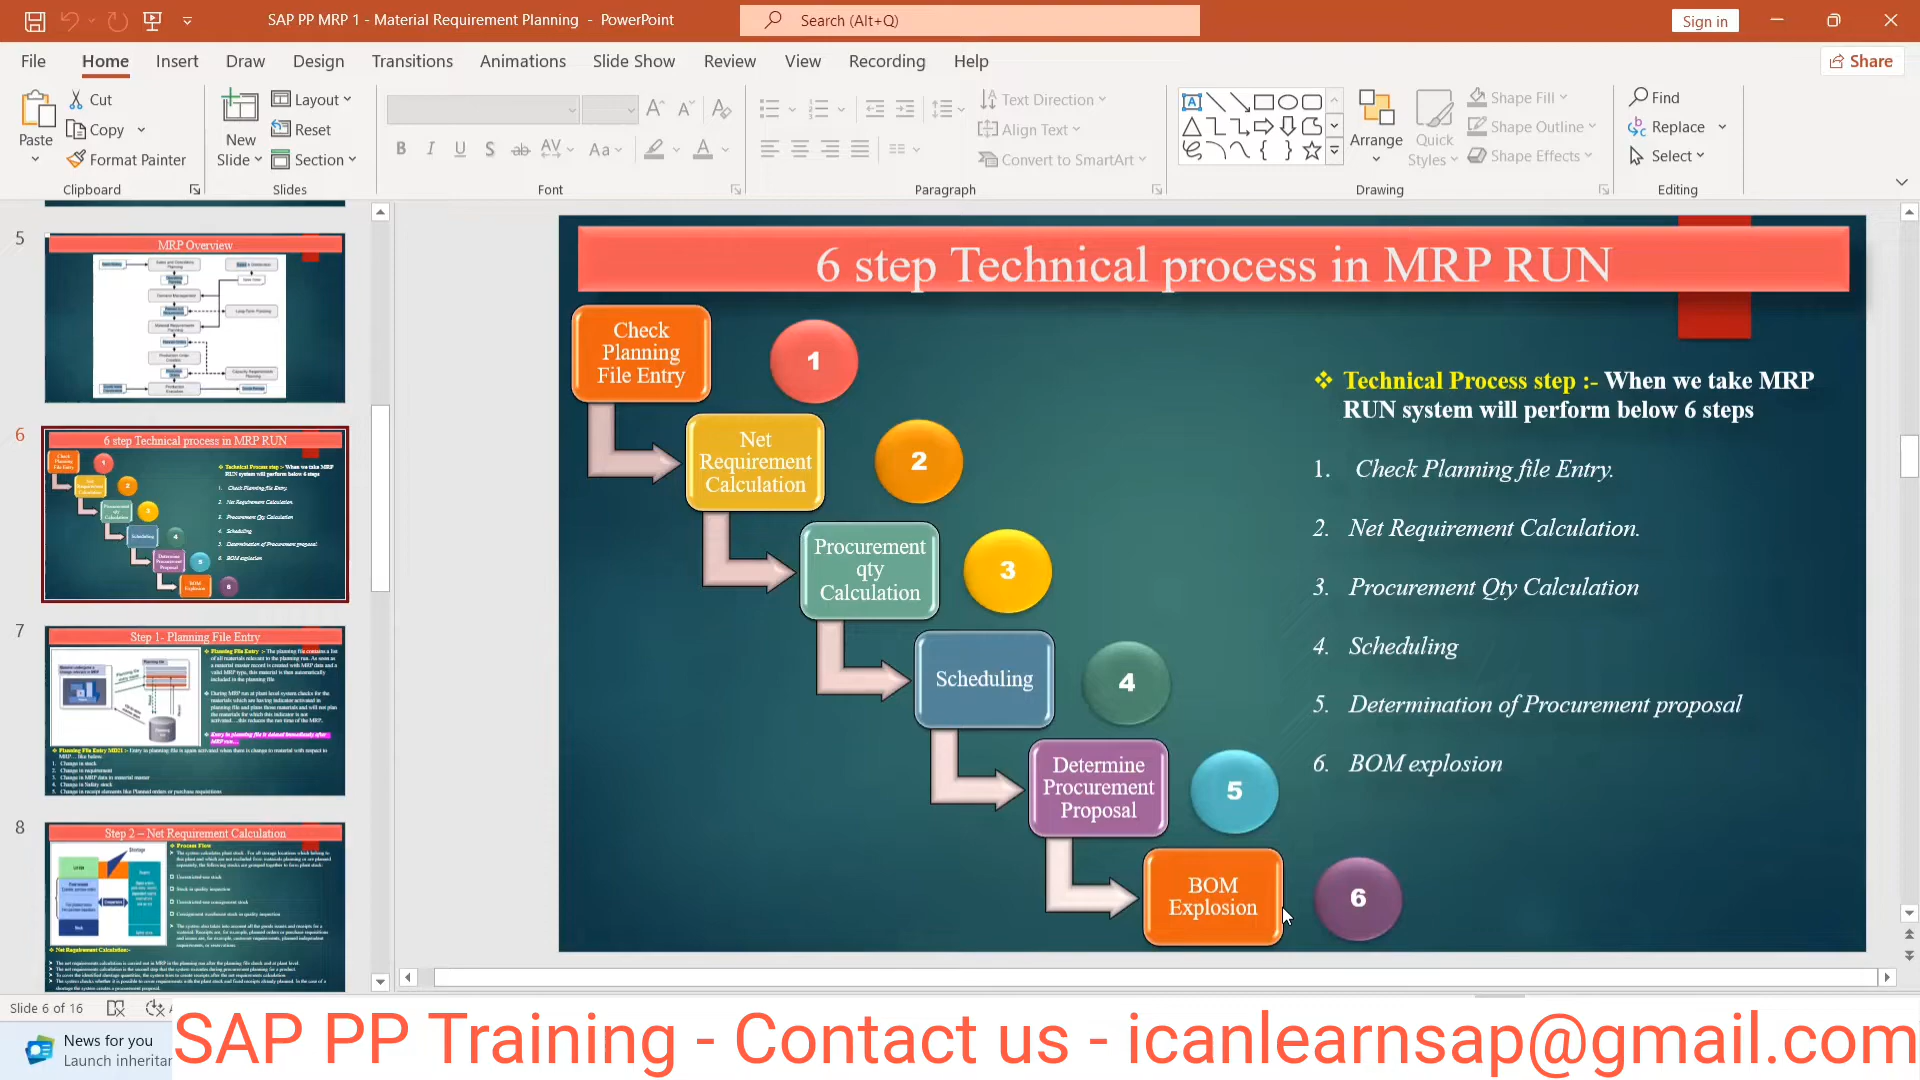 SAP PP MRP 1 - Material Requirement Planning - PowerPoint
Search (Alt+Q)
Sign in
File Home Insert Draw Design Transitions Animations Slide Show Review View Recording Help
Share
Paste
Cut
Copy
Format Painter
Clipboard
New
Slide
Layout
Reset
Section
Slides
B I U S ab AV Aa A
Font
Text Direction
Align Text
Convert to SmartArt
Paragraph
Arrange
Quick
Styles
Shape Fill
Shape Outline
Shape Effects
Drawing
Find
Replace
Select
Editing
5
MRP Overview
6
6 step Technical process in MRP RUN
7
Step 1- Planning File Entry
8
Step 2 – Net Requirement Calculation
6 step Technical process in MRP RUN
Check
Planning
File Entry
1
Net
Requirement
Calculation
2
Procurement
qty
Calculation
3
Scheduling
4
Determine
Procurement
Proposal
5
BOM
Explosion
6
Technical Process step :- When we take MRP
RUN system will perform below 6 steps
1. Check Planning file Entry.
2. Net Requirement Calculation.
3. Procurement Qty Calculation
4. Scheduling
5. Determination of Procurement proposal
6. BOM explosion
Slide 6 of 16
News for you
Launch inheritar
SAP PP Training - Contact us - icanlearnsap@gmail.com